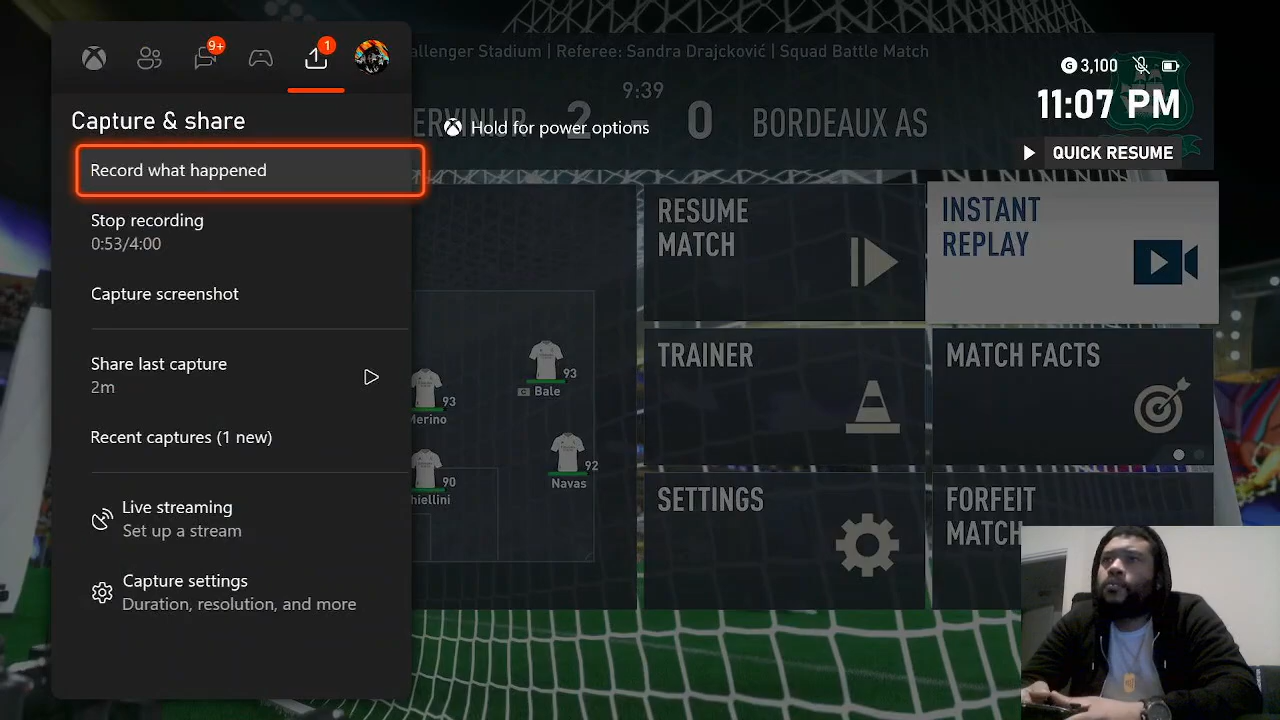 9+
1
Capture & share
Record what happened
Stop recording
0:53/4:00
Capture screenshot
Share last capture
2m
Recent captures (1 new)
Live streaming
Set up a stream
Capture settings
Duration, resolution, and more
Hold for power options
allenger Stadium | Referee: Sandra Drajcković | Squad Battle Match
9:39
2 - 0 BORDEAUX AS
G 3,100
11:07 PM
QUICK RESUME
RESUME
MATCH
INSTANT
REPLAY
TRAINER
MATCH FACTS
SETTINGS
FORFEIT
MATCH
93
C Bale
93
Merino
92
Navas
90
hiellini